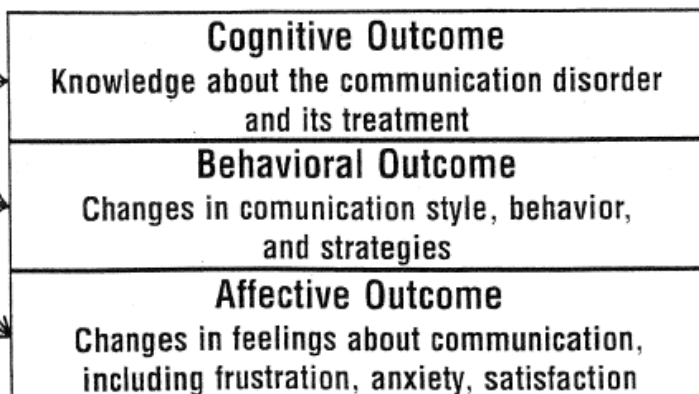 Cognitive Outcome
Knowledge about the communication disorder
and its treatment
Behavioral Outcome
Changes in comunication style, behavior,
and strategies
Affective Outcome
Changes in feelings about communication,
including frustration, anxiety, satisfaction